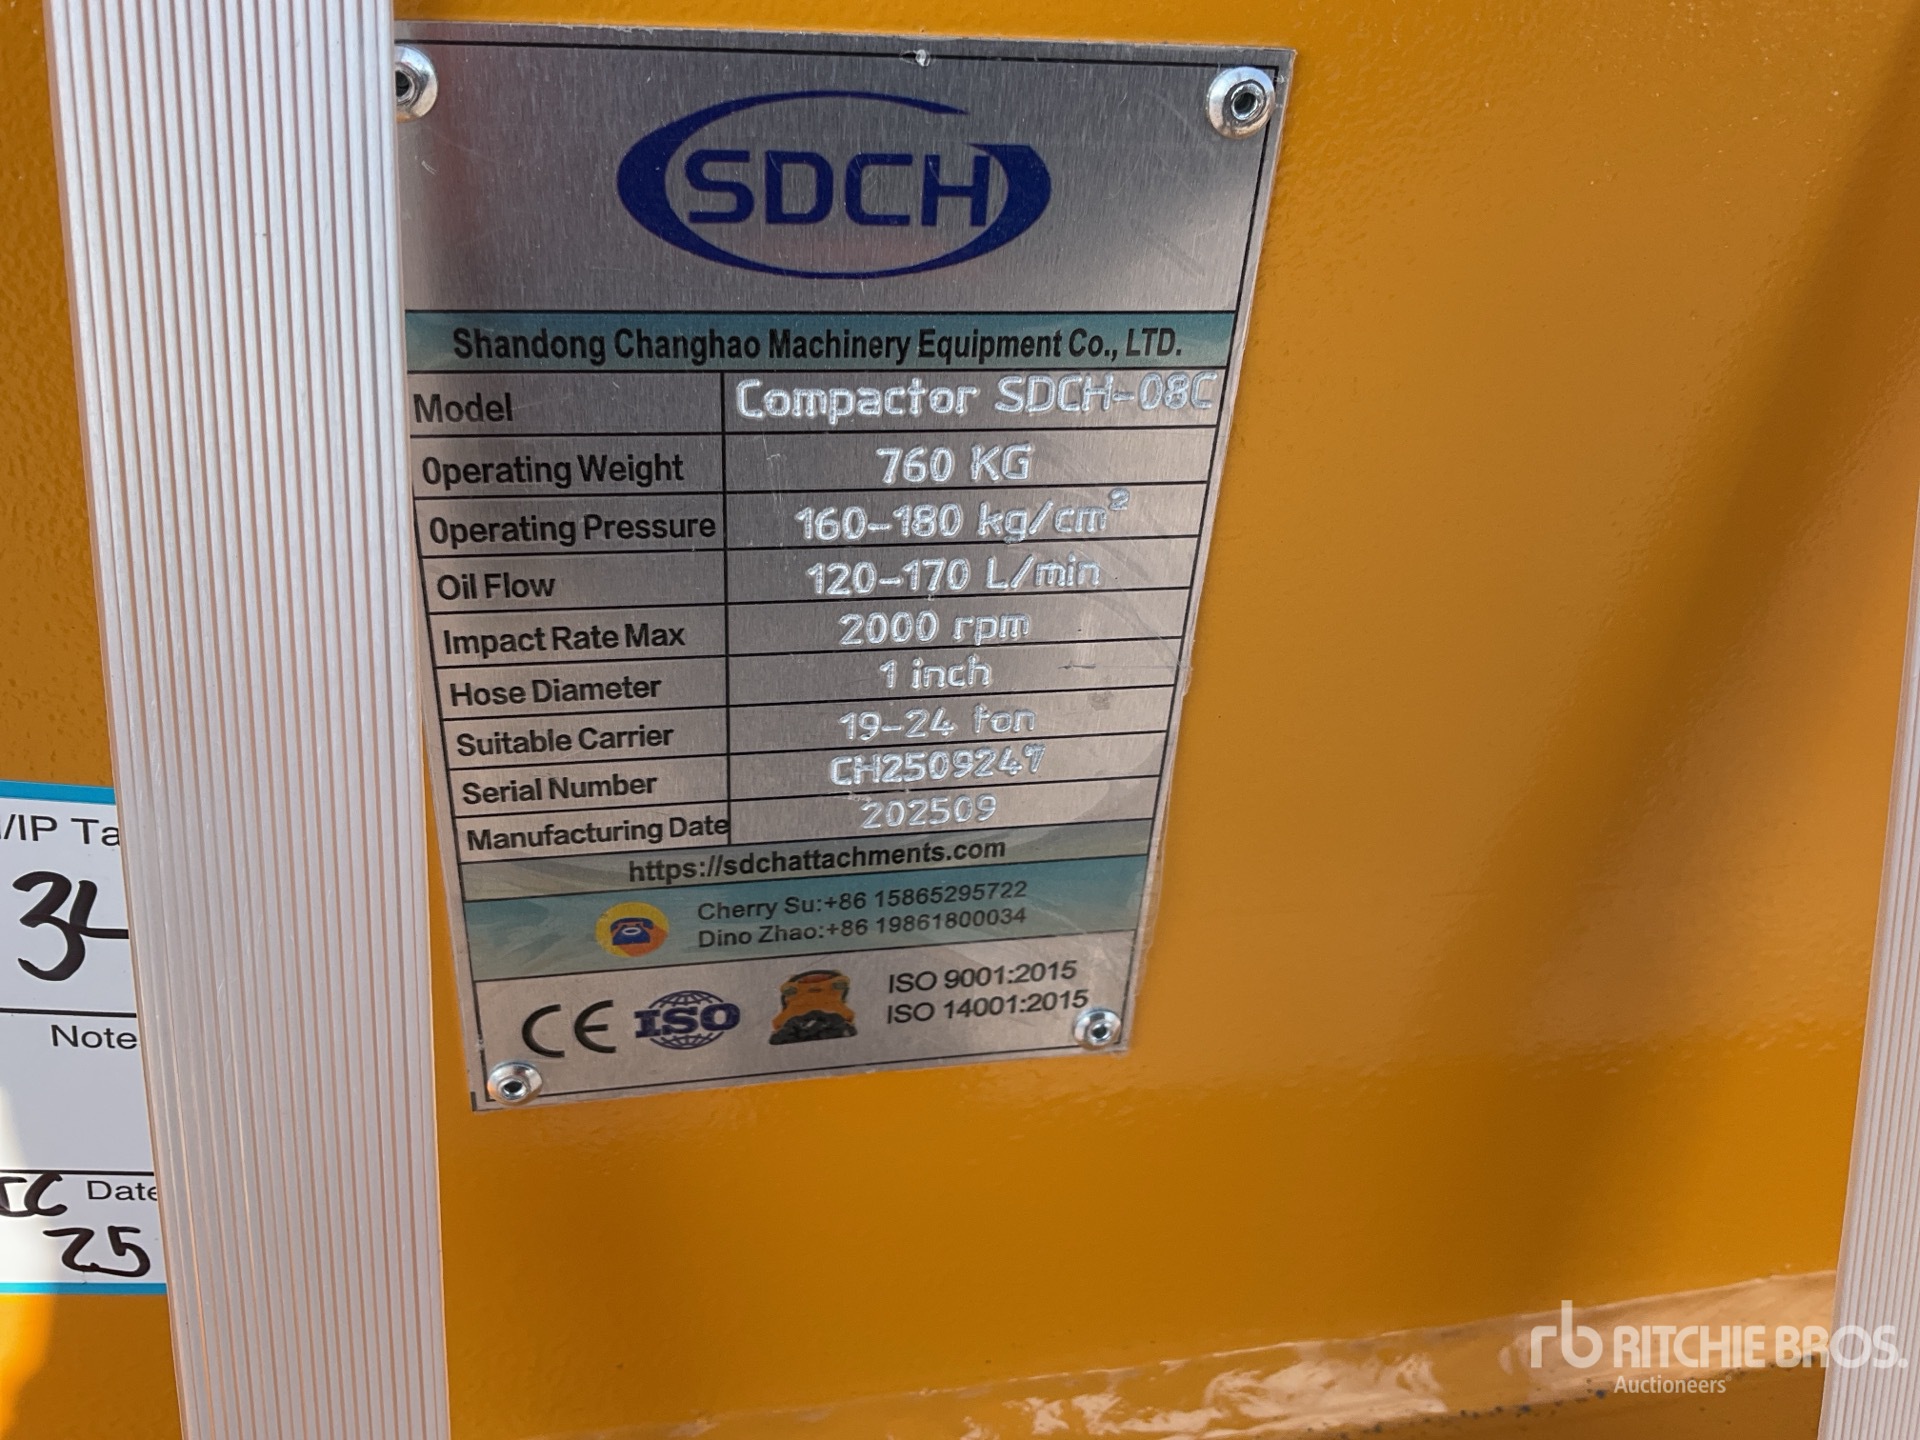 SDCH
Shandong Changhao Machinery Equipment Co., LTD.
Model Compactor SDCH-08C
Operating Weight 760 KG
Operating Pressure 160-180 kg/cm²
Oil Flow 120-170 L/min
Impact Rate Max 2000 rpm
Hose Diameter 1 inch
Suitable Carrier 19-24 ton
Serial Number CH2509247
Manufacturing Date 202509
https://sdchattachments.com
Cherry Su:+86 15865295722
Dino Zhao:+86 19861800034
CE ISO ISO 9001:2015
ISO 14001:2015
/IP Ta
34
Note
Date
25
rb RITCHIE BROS.
Auctioneers